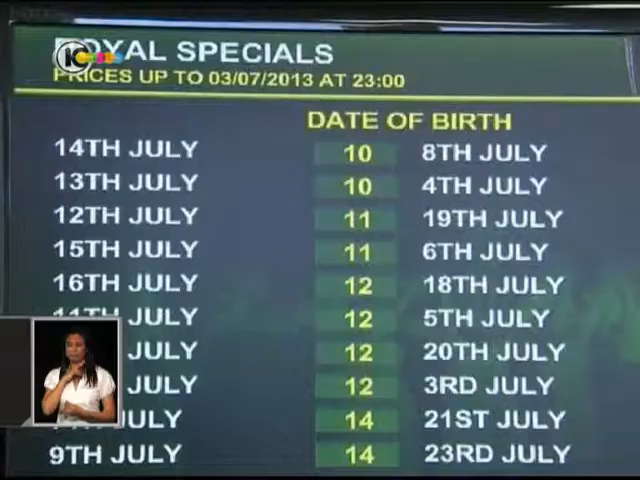 ROYAL SPECIALS
PRICES UP TO 03/07/2013 AT 23:00
DATE OF BIRTH
14TH JULY 10 8TH JULY
13TH JULY 10 4TH JULY
12TH JULY 11 19TH JULY
15TH JULY 11 6TH JULY
16TH JULY 12 18TH JULY
11TH JULY 12 5TH JULY
JULY 12 20TH JULY
JULY 12 3RD JULY
JULY 14 21ST JULY
9TH JULY 14 23RD JULY